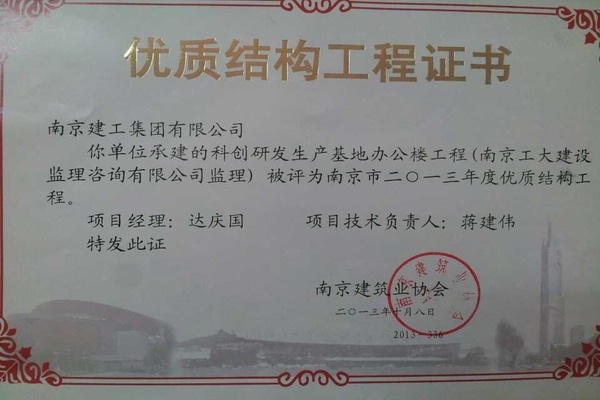 优质结构工程证书
南京建工集团有限公司
你单位承建的科创研发生产基地办公楼工程(南京工大建设
监理咨询有限公司监理) 被评为南京市二〇一三年度优质结构工
程。
项目经理: 达庆国 项目技术负责人: 蒋建伟
特发此证
南京建筑业协会
二〇一三年十月八日
2013-336